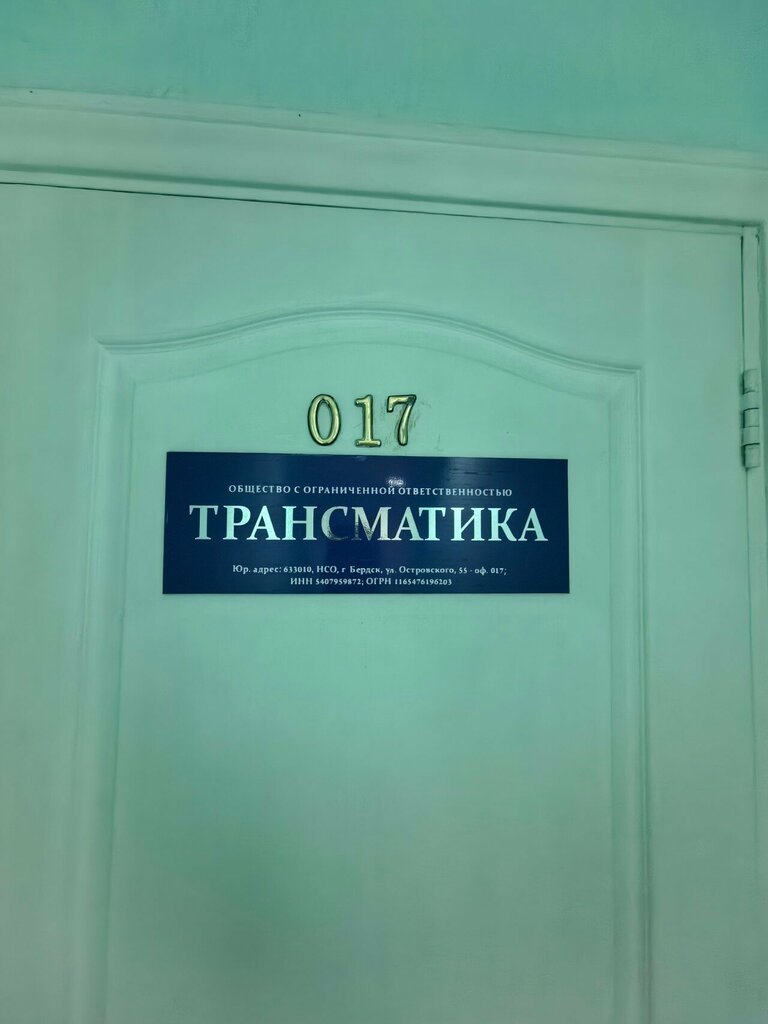 017
ОБЩЕСТВО С ОГРАНИЧЕННОЙ ОТВЕТСТВЕННОСТЬЮ
ТРАНСМАТИКА
Юр. адрес: 633010, НСО, г Бердск, ул. Островского, 55 - оф. 017;
ИНН 5407959872; ОГРН 1165476196203